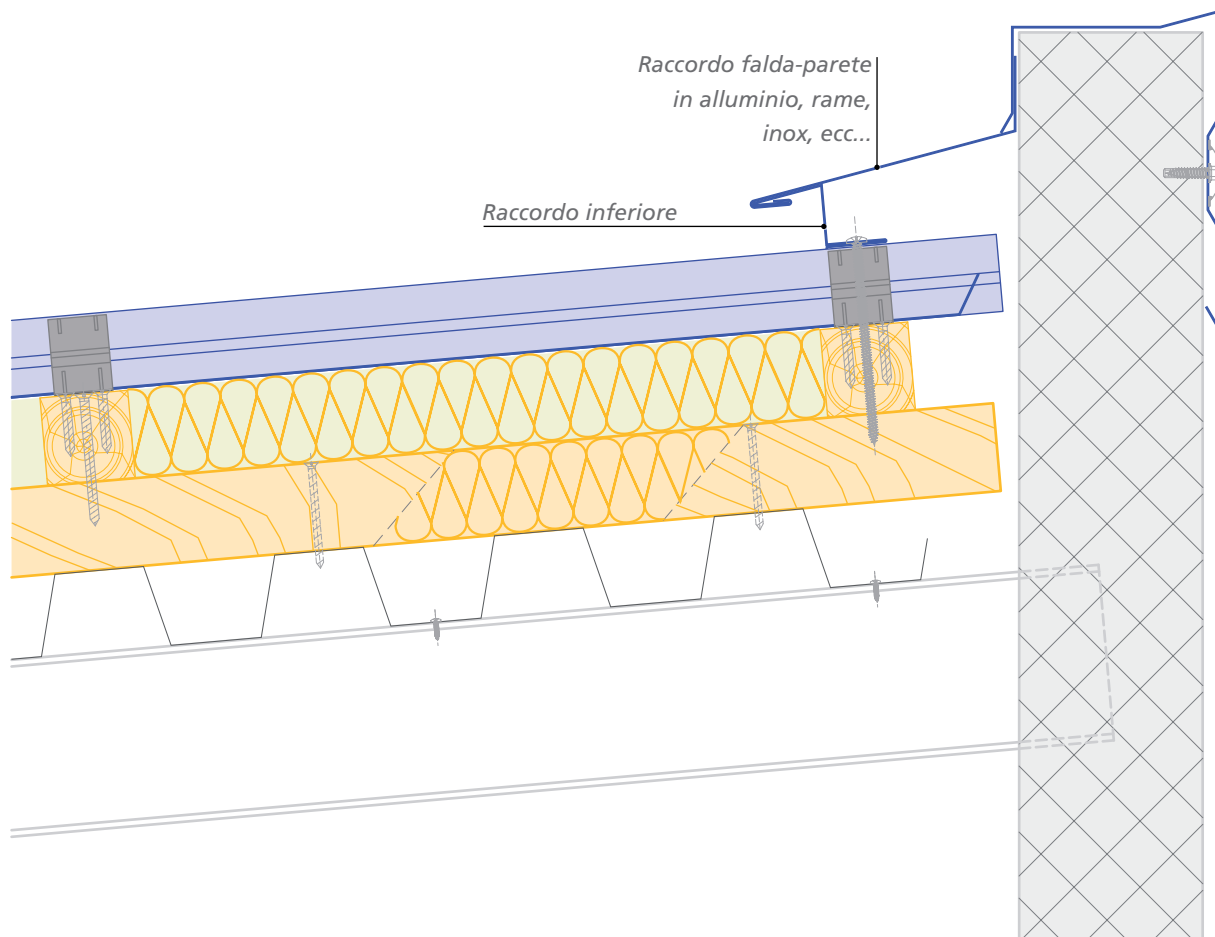 Raccordo falda-parete
in alluminio, rame,
inox, ecc...
Raccordo inferiore